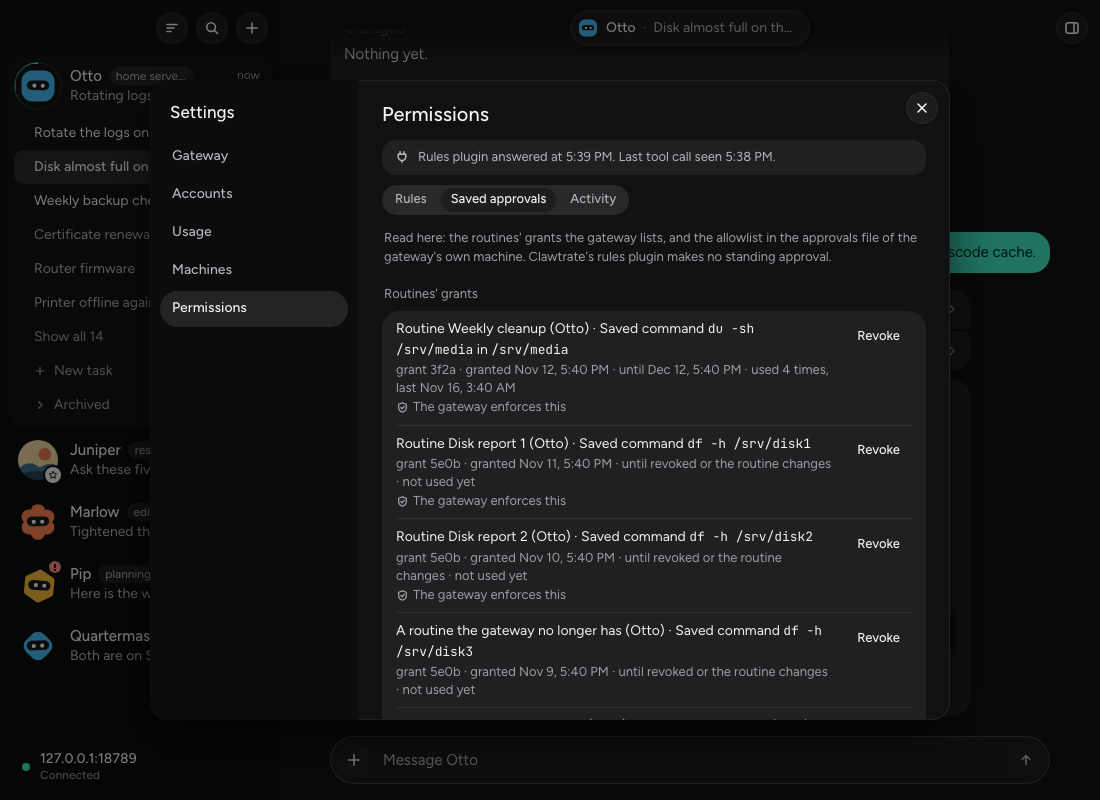 Otto · Disk almost full on th...
Nothing yet.
Otto home serve... now
Rotating logs
Rotate the logs on
Disk almost full on
Weekly backup che
Certificate renewa
Router firmware
Printer offline again
Show all 14
+ New task
Archived
Juniper res
Ask these five
Marlow edi
Tightened th
Pip planning
Here is the w
Quartermas
Both are on S
127.0.0.1:18789
Connected
Settings
Gateway
Accounts
Usage
Machines
Permissions
Permissions
Rules plugin answered at 5:39 PM. Last tool call seen 5:38 PM.
Rules Saved approvals Activity
Read here: the routines' grants the gateway lists, and the allowlist in the approvals file of the
gateway's own machine. Clawtrate's rules plugin makes no standing approval.
Routines' grants
Routine Weekly cleanup (Otto) · Saved command du -sh
/srv/media in /srv/media
Revoke
grant 3f2a · granted Nov 12, 5:40 PM · until Dec 12, 5:40 PM · used 4 times,
last Nov 16, 3:40 AM
The gateway enforces this
Routine Disk report 1 (Otto) · Saved command df -h /srv/disk1
Revoke
grant 5e0b · granted Nov 11, 5:40 PM · until revoked or the routine changes
· not used yet
The gateway enforces this
Routine Disk report 2 (Otto) · Saved command df -h /srv/disk2
Revoke
grant 5e0b · granted Nov 10, 5:40 PM · until revoked or the routine
changes · not used yet
The gateway enforces this
A routine the gateway no longer has (Otto) · Saved command df -h
/srv/disk3
Revoke
grant 5e0b · granted Nov 9, 5:40 PM · until revoked or the routine changes
· not used yet
scode cache.
Message Otto